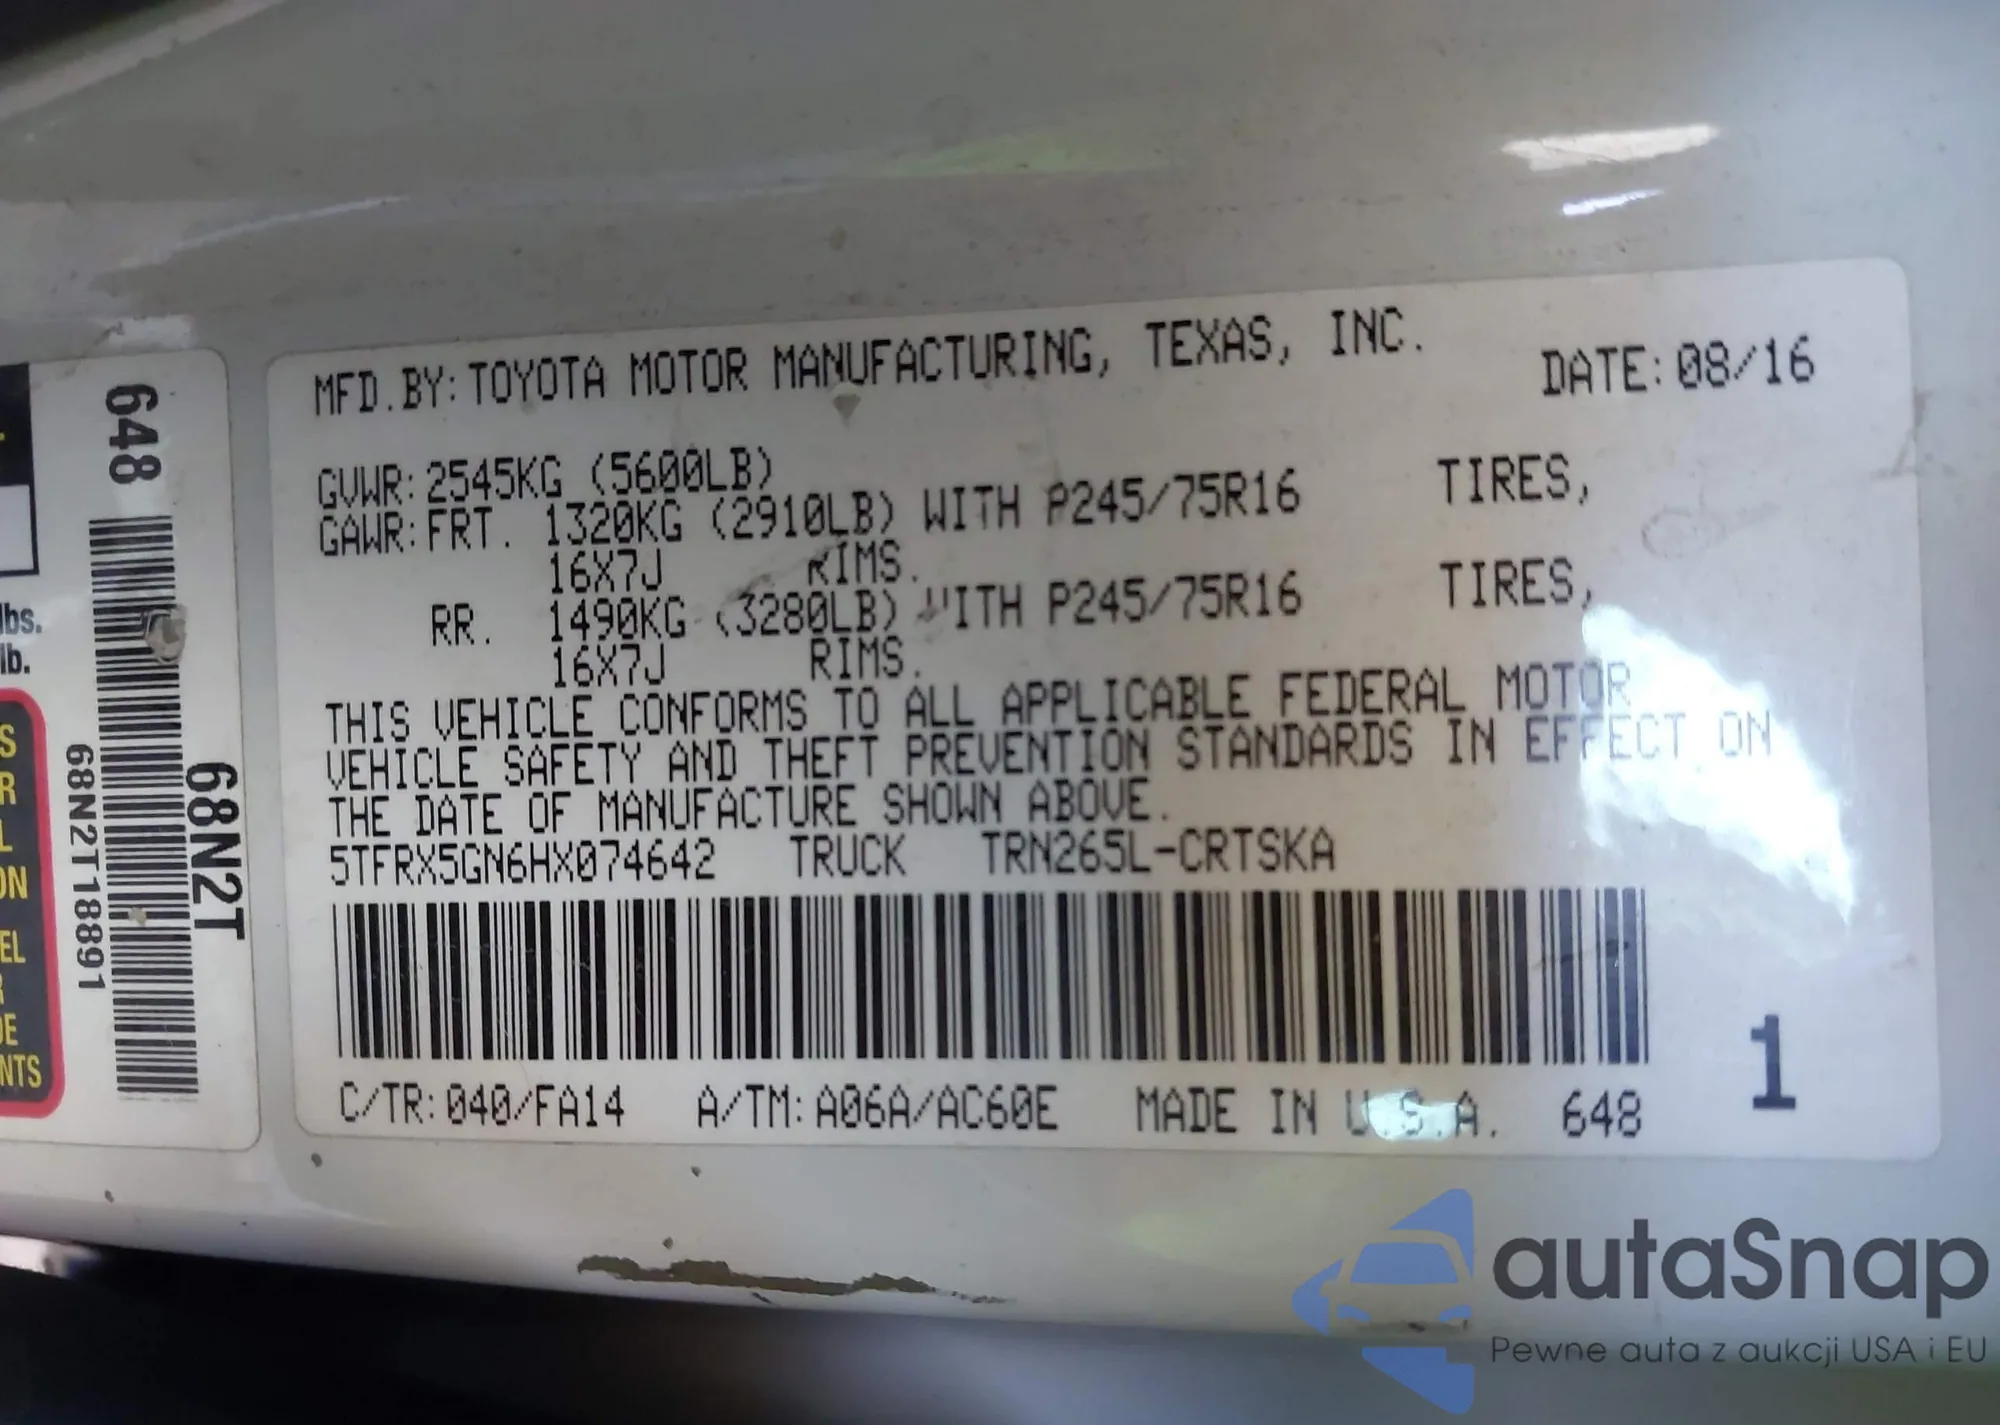 MFD.BY:TOYOTA MOTOR MANUFACTURING, TEXAS, INC. DATE:08/16
GVWR:2545KG (5600LB)
GAWR:FRT. 1320KG (2910LB) WITH P245/75R16 TIRES,
16X7J RIMS.
RR. 1490KG (3280LB) WITH P245/75R16 TIRES,
16X7J RIMS.
THIS VEHICLE CONFORMS TO ALL APPLICABLE FEDERAL MOTOR
VEHICLE SAFETY AND THEFT PREVENTION STANDARDS IN EFFECT ON
THE DATE OF MANUFACTURE SHOWN ABOVE.
5TFRX5GN6HX074642 TRUCK TRN265L-CRTSKA
C/TR:040/FA14 A/TM:A06A/AC60E MADE IN U.S.A. 648
1
648
68N2T
68N2T18891
lbs.
lb.
autaSnap
Pewne auta z aukcji USA i EU